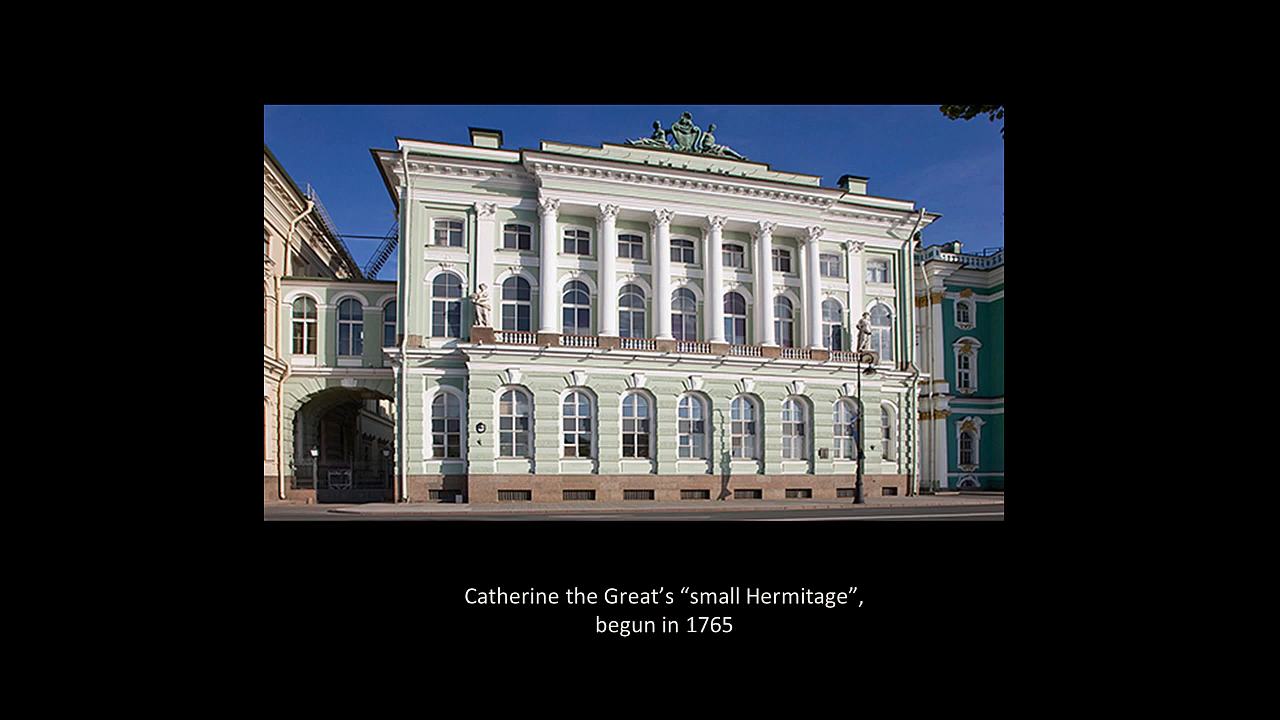 Catherine the Great’s “small Hermitage”,
begun in 1765